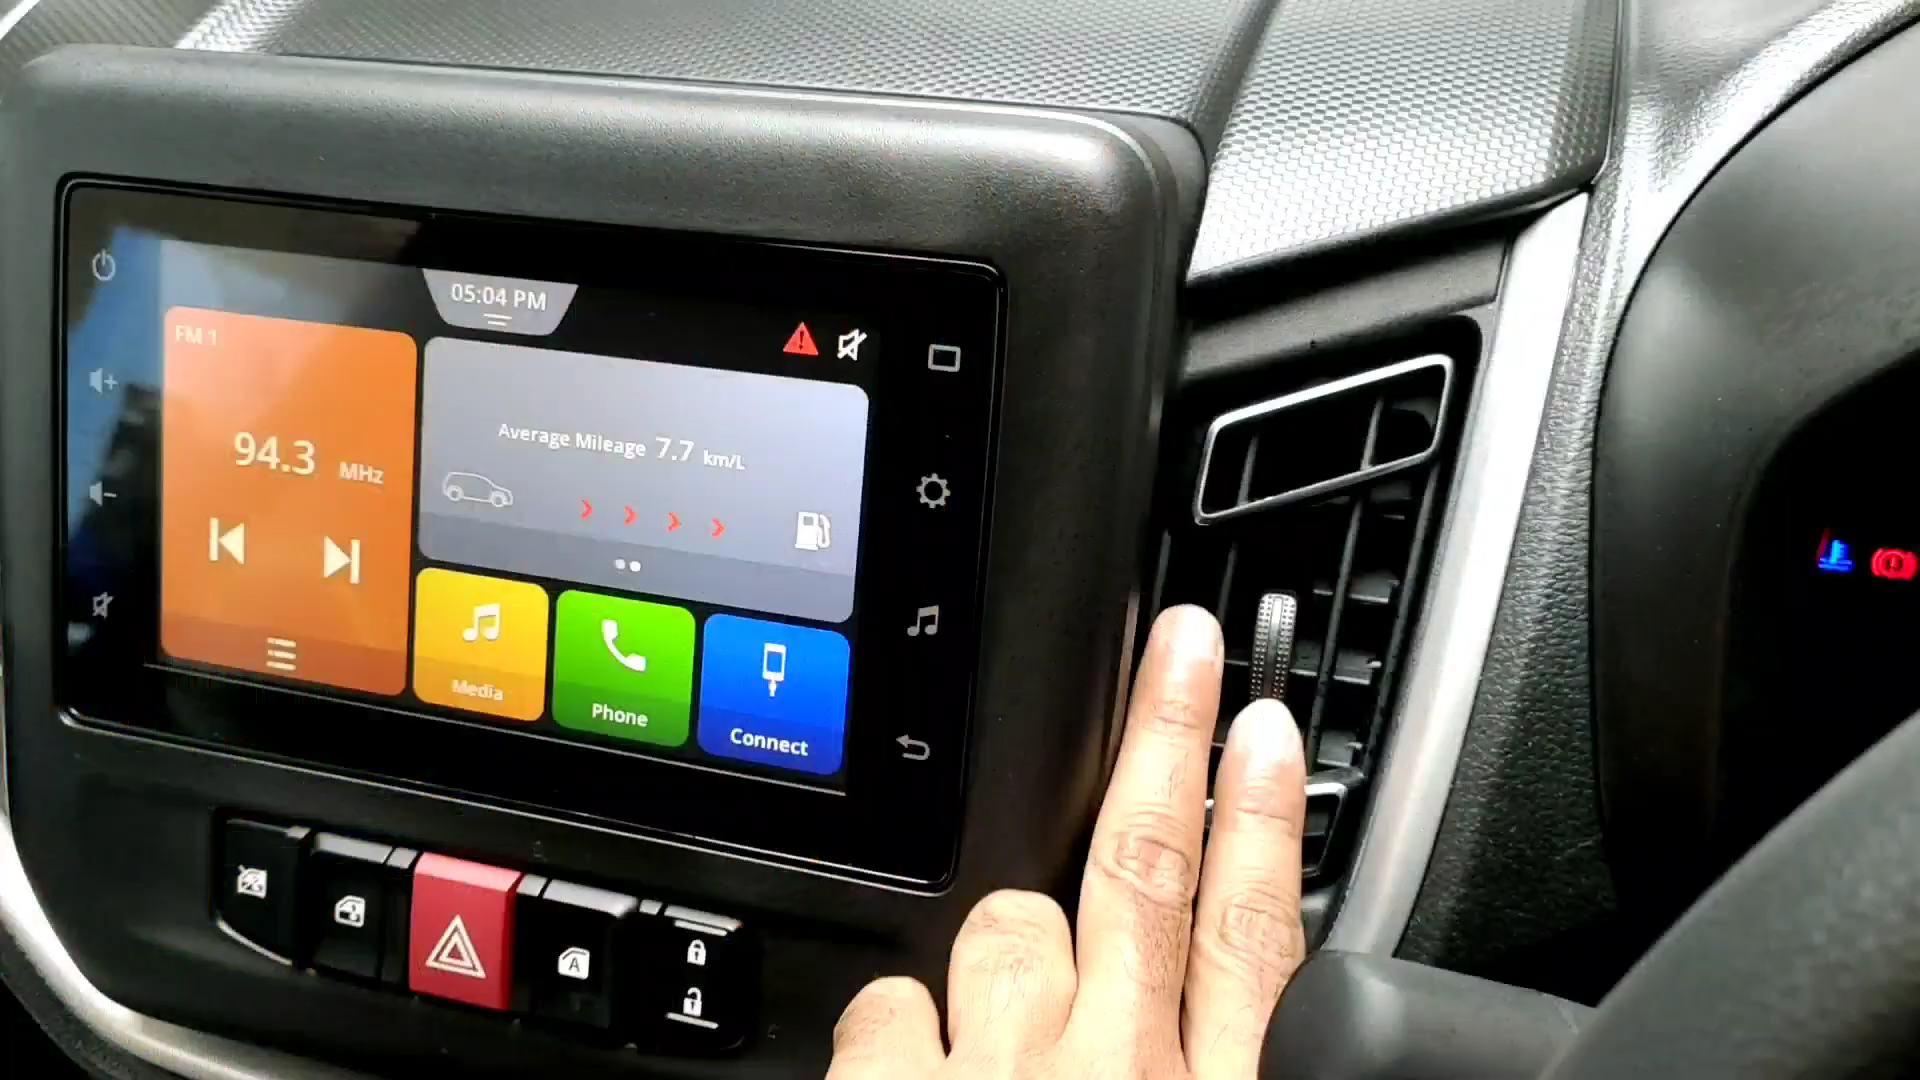 05:04 PM
FM 1
94.3 MHz
Average Mileage 7.7 km/L
Media
Phone
Connect
A